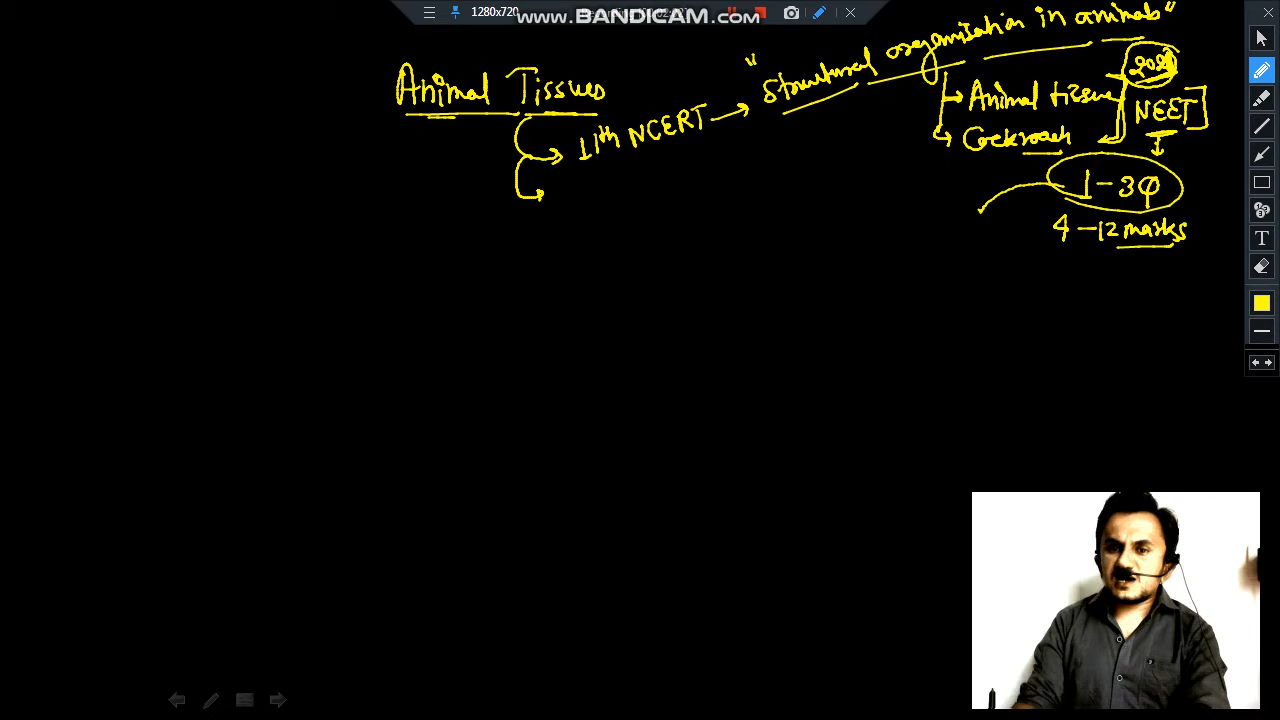 1280x720
www.BANDICAM.com
Animal Tissues
11th NCERT → "Structural organisation in animals"
Animal tissue
Cockroach
2021
NEET
1-3Q
4-12 marks